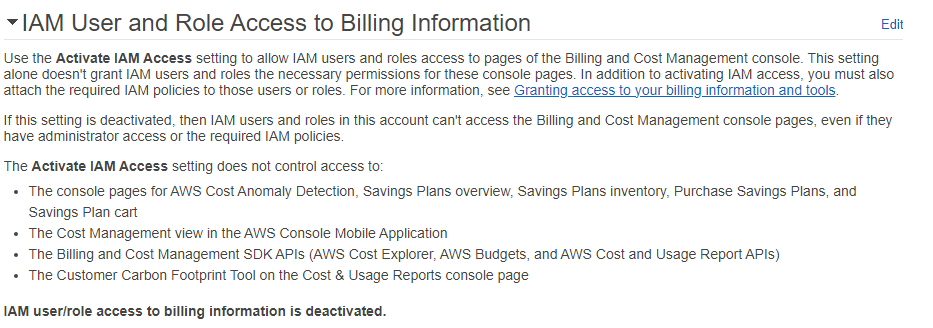 IAM User and Role Access to Billing Information
Edit
Use the Activate IAM Access setting to allow IAM users and roles access to pages of the Billing and Cost Management console. This setting
alone doesn't grant IAM users and roles the necessary permissions for these console pages. In addition to activating IAM access, you must also
attach the required IAM policies to those users or roles. For more information, see Granting access to your billing information and tools.
If this setting is deactivated, then IAM users and roles in this account can't access the Billing and Cost Management console pages, even if they
have administrator access or the required IAM policies.
The Activate IAM Access setting does not control access to:
• The console pages for AWS Cost Anomaly Detection, Savings Plans overview, Savings Plans inventory, Purchase Savings Plans, and
Savings Plan cart
• The Cost Management view in the AWS Console Mobile Application
• The Billing and Cost Management SDK APIs (AWS Cost Explorer, AWS Budgets, and AWS Cost and Usage Report APIs)
• The Customer Carbon Footprint Tool on the Cost & Usage Reports console page
IAM user/role access to billing information is deactivated.